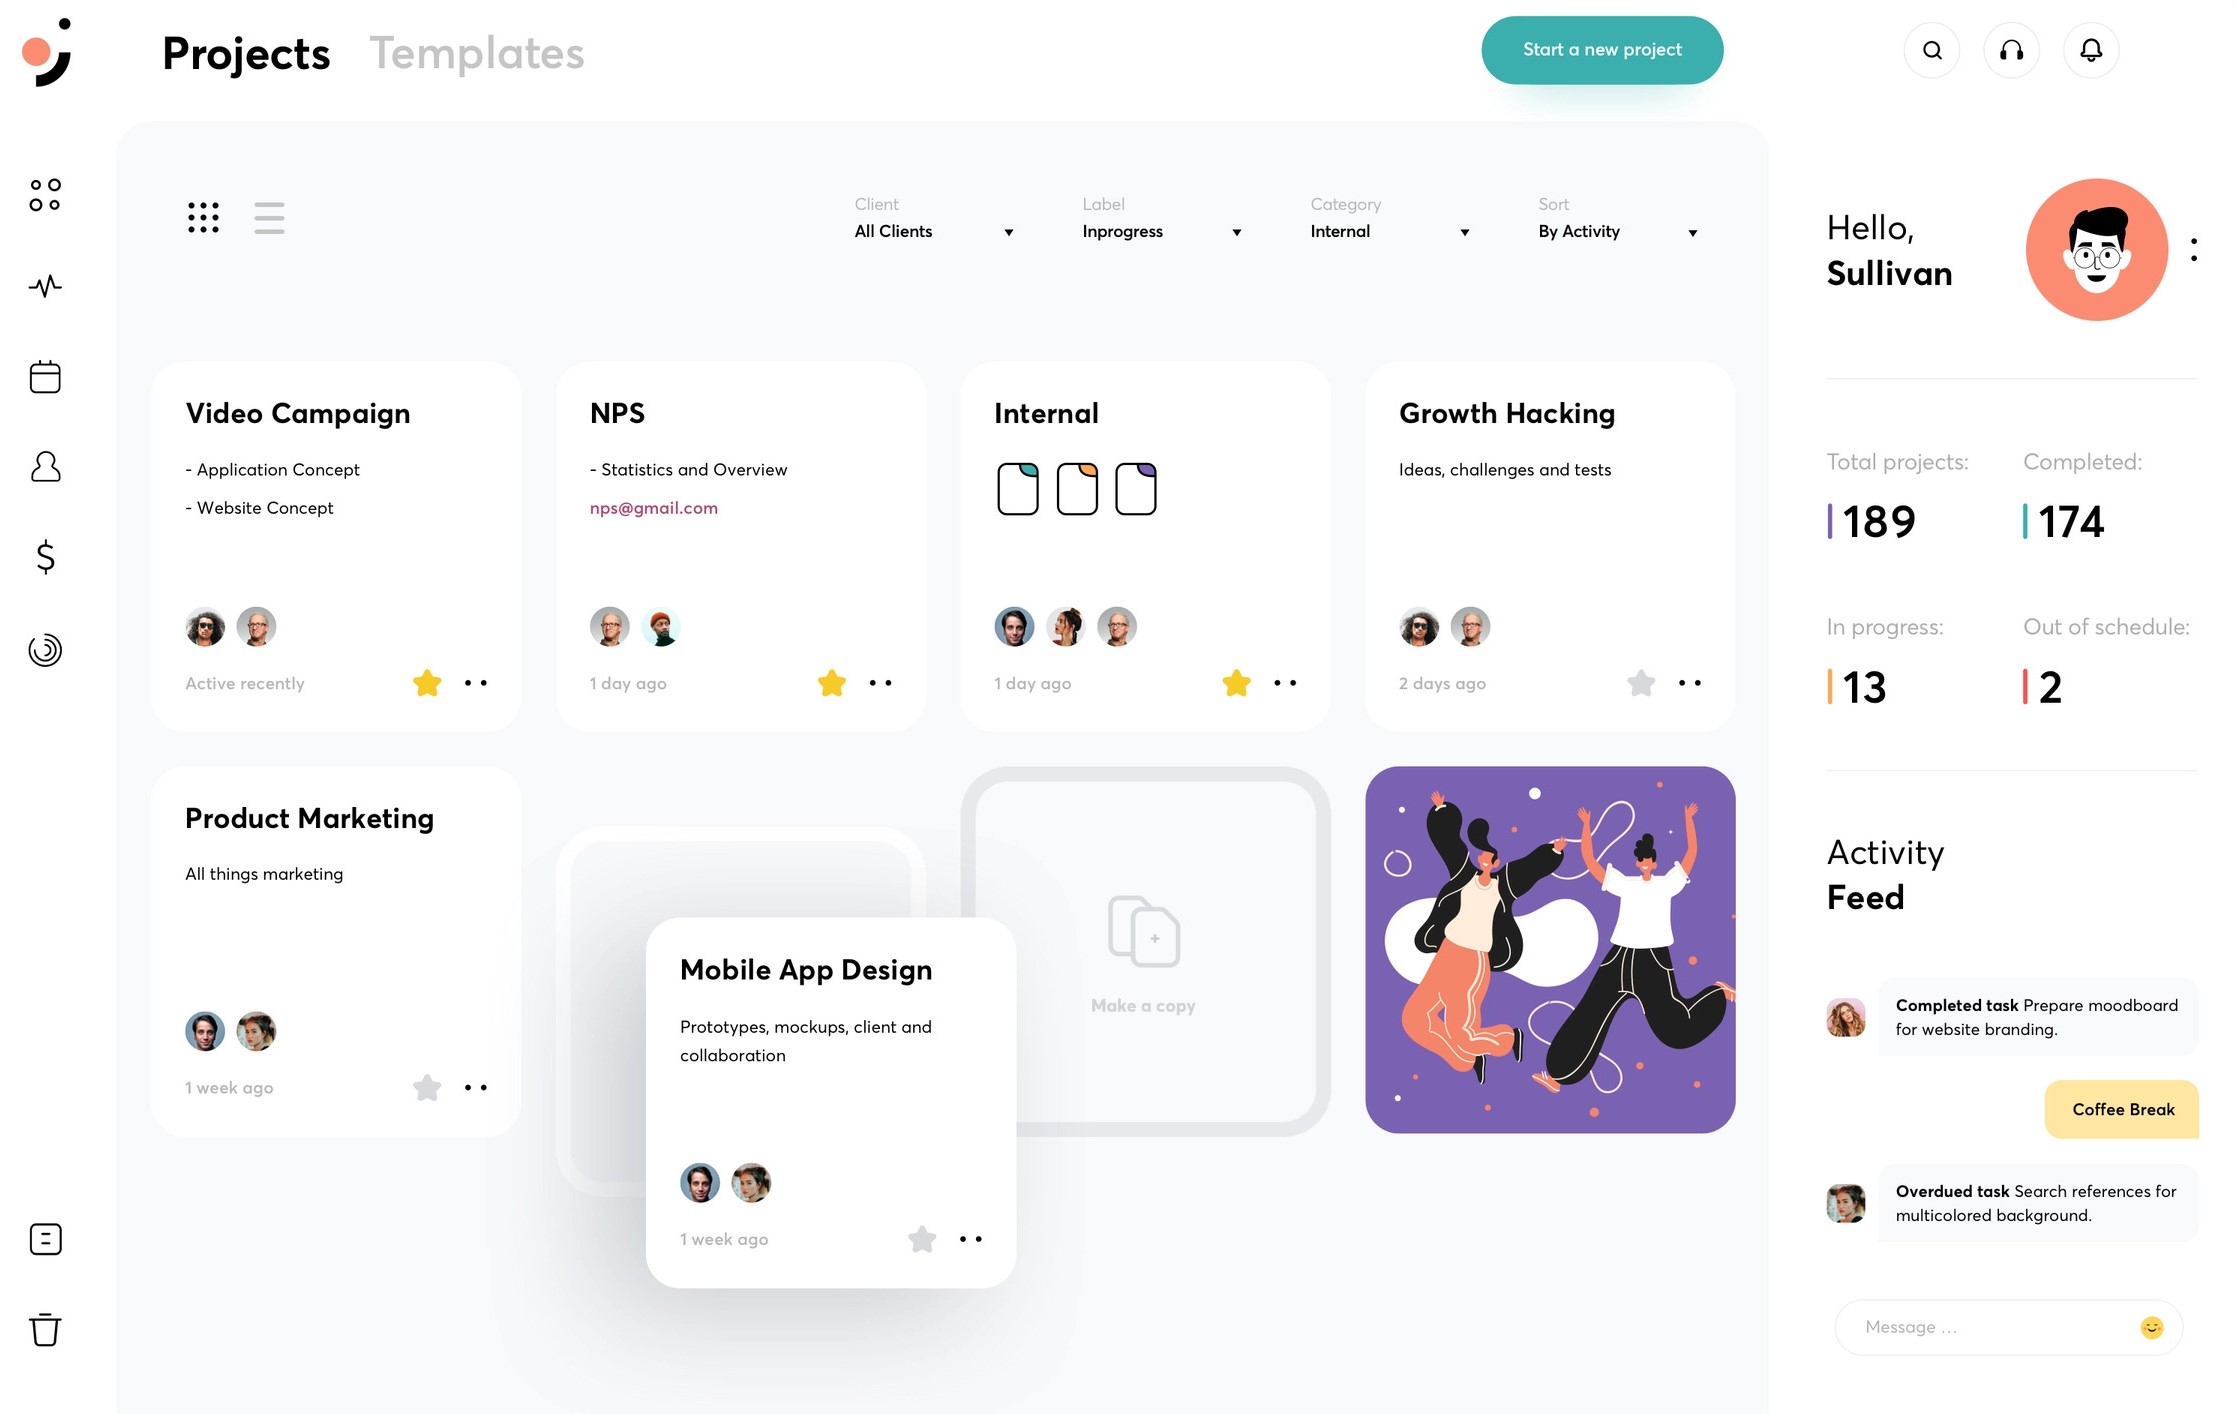 Projects Templates
Start a new project
Client
All Clients
Label
Inprogress
Category
Internal
Sort
By Activity
Video Campaign
- Application Concept
- Website Concept
Active recently
NPS
- Statistics and Overview
nps@gmail.com
1 day ago
Internal
1 day ago
Growth Hacking
Ideas, challenges and tests
2 days ago
Product Marketing
All things marketing
1 week ago
Mobile App Design
Prototypes, mockups, client and
collaboration
1 week ago
Make a copy
Hello,
Sullivan
Total projects:
189
Completed:
174
In progress:
13
Out of schedule:
2
Activity
Feed
Completed task Prepare moodboard
for website branding.
Coffee Break
Overdued task Search references for
multicolored background.
Message ...